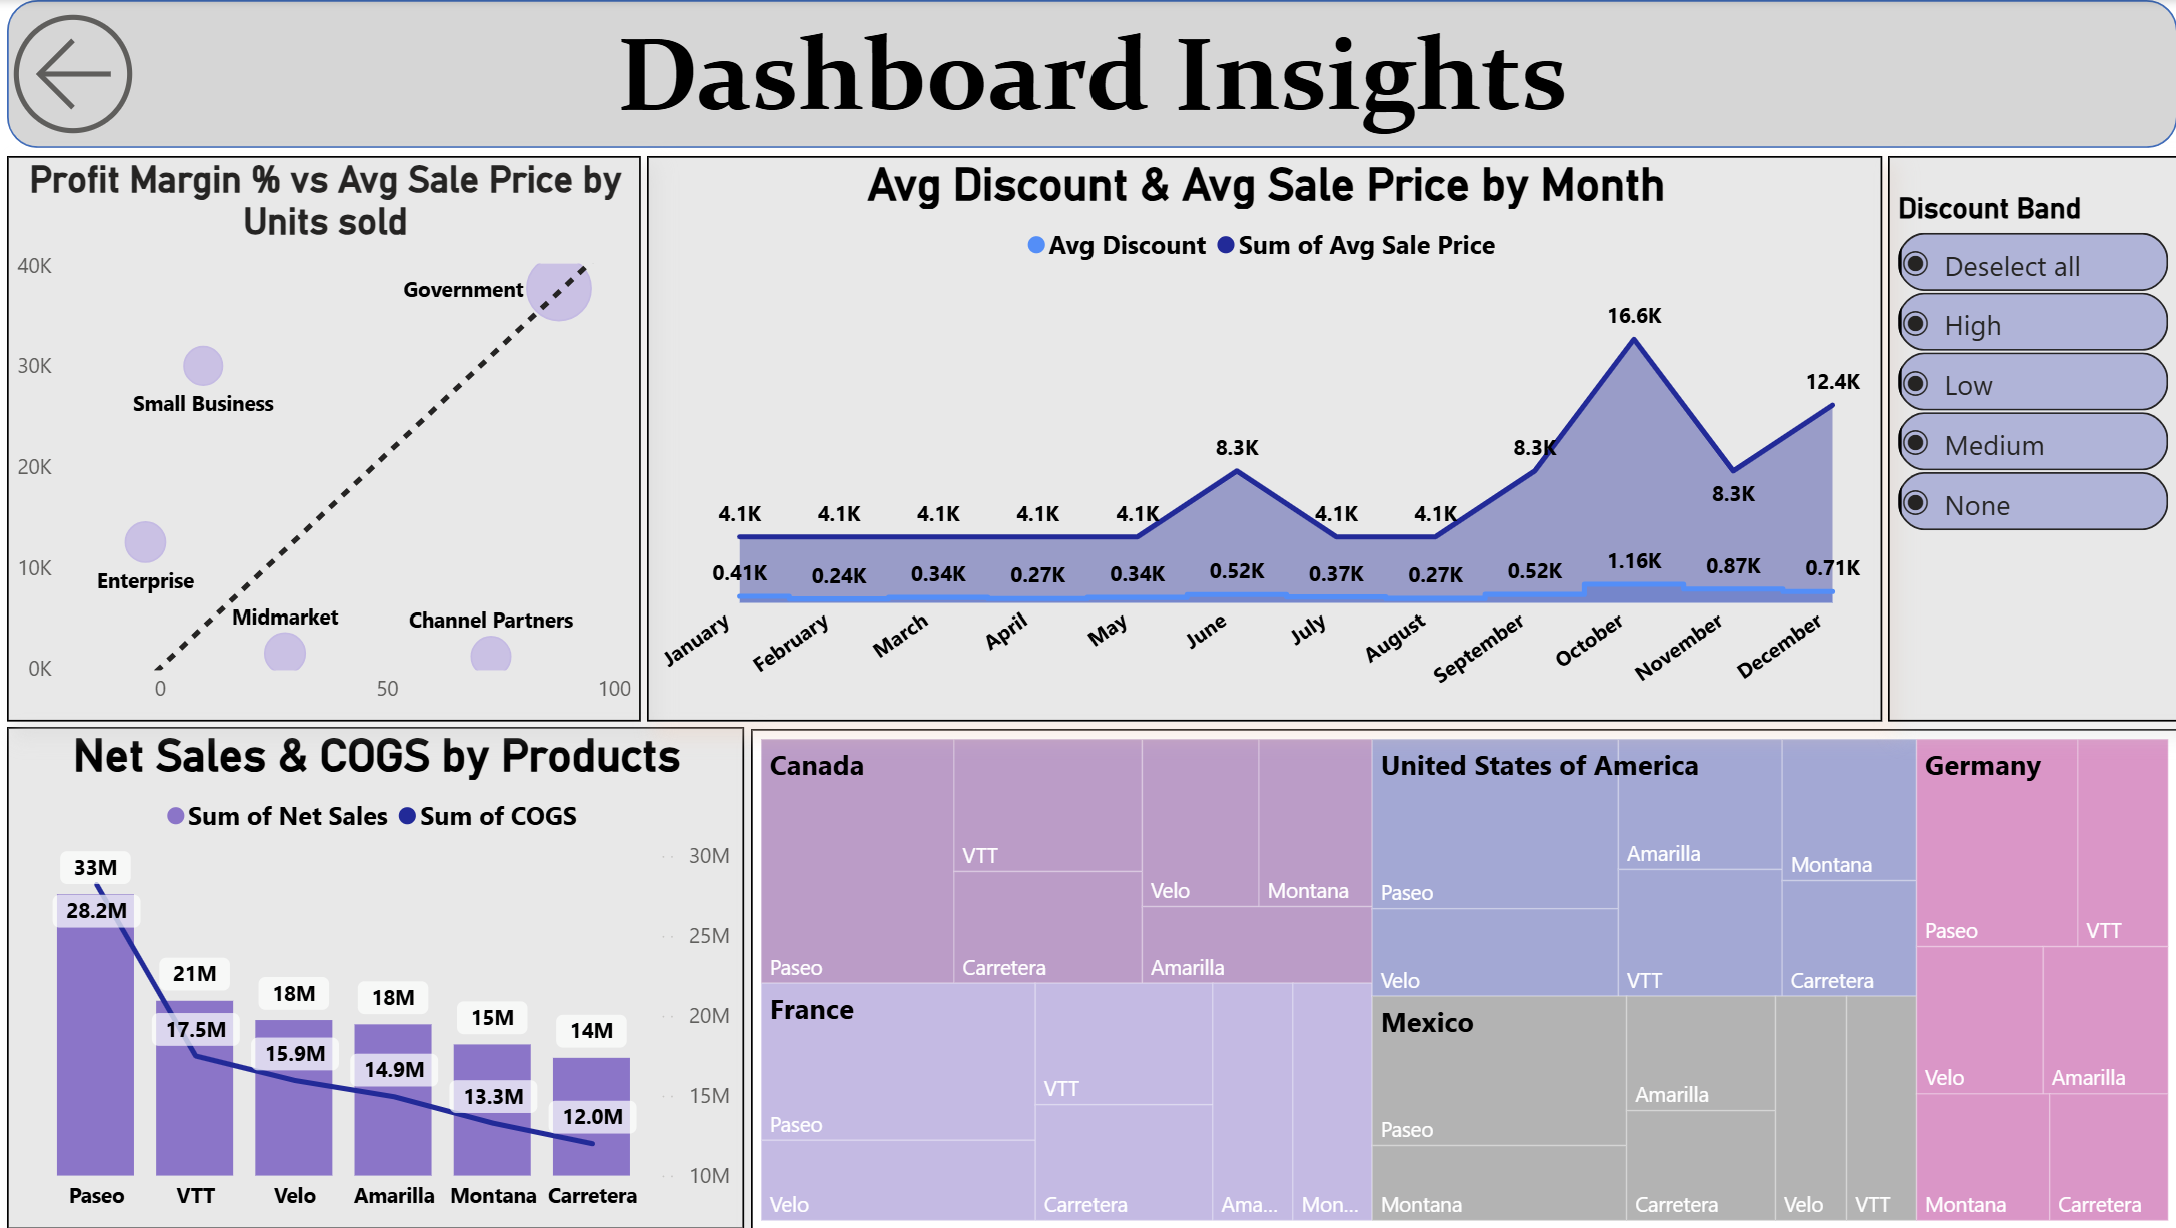 Dashboard Insights
Profit Margin % vs Avg Sale Price by
Units sold
40K
30K
20K
10K
0K
0
50
100
Government
Small Business
Enterprise
Midmarket
Channel Partners
Avg Discount & Avg Sale Price by Month
Avg Discount
Sum of Avg Sale Price
4.1K
4.1K
4.1K
4.1K
4.1K
8.3K
4.1K
4.1K
8.3K
16.6K
8.3K
12.4K
0.41K
0.24K
0.34K
0.27K
0.34K
0.52K
0.37K
0.27K
0.52K
1.16K
0.87K
0.71K
January
February
March
April
May
June
July
August
September
October
November
December
Discount Band
Deselect all
High
Low
Medium
None
Net Sales & COGS by Products
Sum of Net Sales
Sum of COGS
33M
28.2M
21M
17.5M
18M
15.9M
18M
14.9M
15M
13.3M
14M
12.0M
30M
25M
20M
15M
10M
Paseo
VTT
Velo
Amarilla
Montana
Carretera
Canada
Paseo
VTT
Carretera
Velo
Montana
Amarilla
France
Paseo
Velo
VTT
Carretera
Ama...
Mon...
United States of America
Paseo
Velo
Amarilla
VTT
Montana
Carretera
Mexico
Paseo
Montana
Amarilla
Carretera
Velo
VTT
Germany
Paseo
VTT
Velo
Amarilla
Montana
Carretera